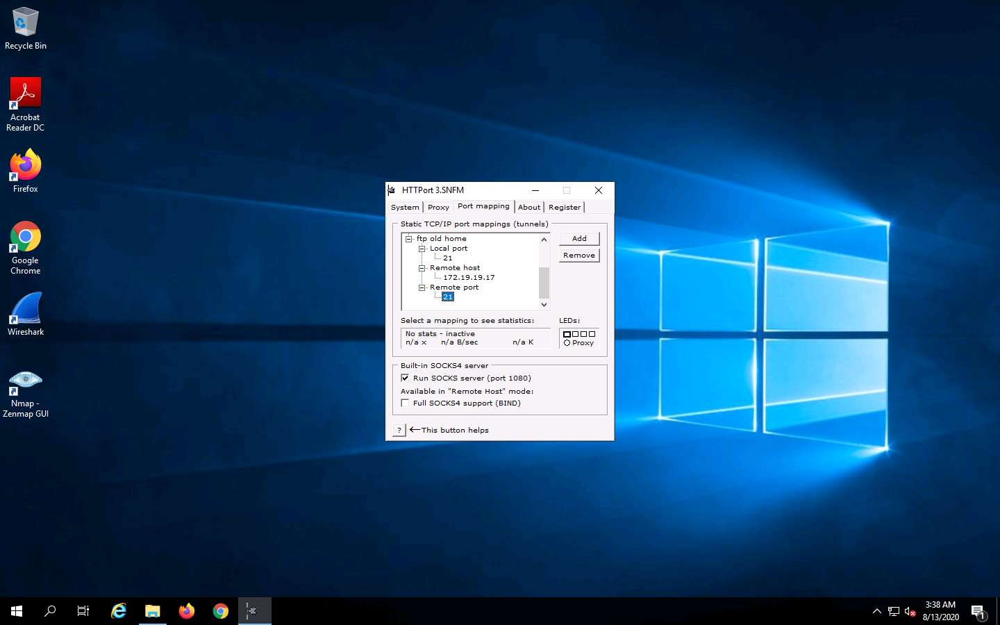 Recycle Bin
Acrobat
Reader DC
Firefox
Google
Chrome
Wireshark
Nmap -
Zenmap GUI
HTTPort 3.SNFM
System Proxy Port mapping About Register
Static TCP/IP port mappings (tunnels)
ftp old home
Local port
21
Remote host
172.19.19.17
Remote port
21
Add
Remove
Select a mapping to see statistics:
No stats - inactive
n/a x n/a B/sec n/a K
LEDs:
Proxy
Built-in SOCKS4 server
Run SOCKS server (port 1080)
Available in "Remote Host" mode:
Full SOCKS4 support (BIND)
? This button helps
3:38 AM
8/13/2020
1